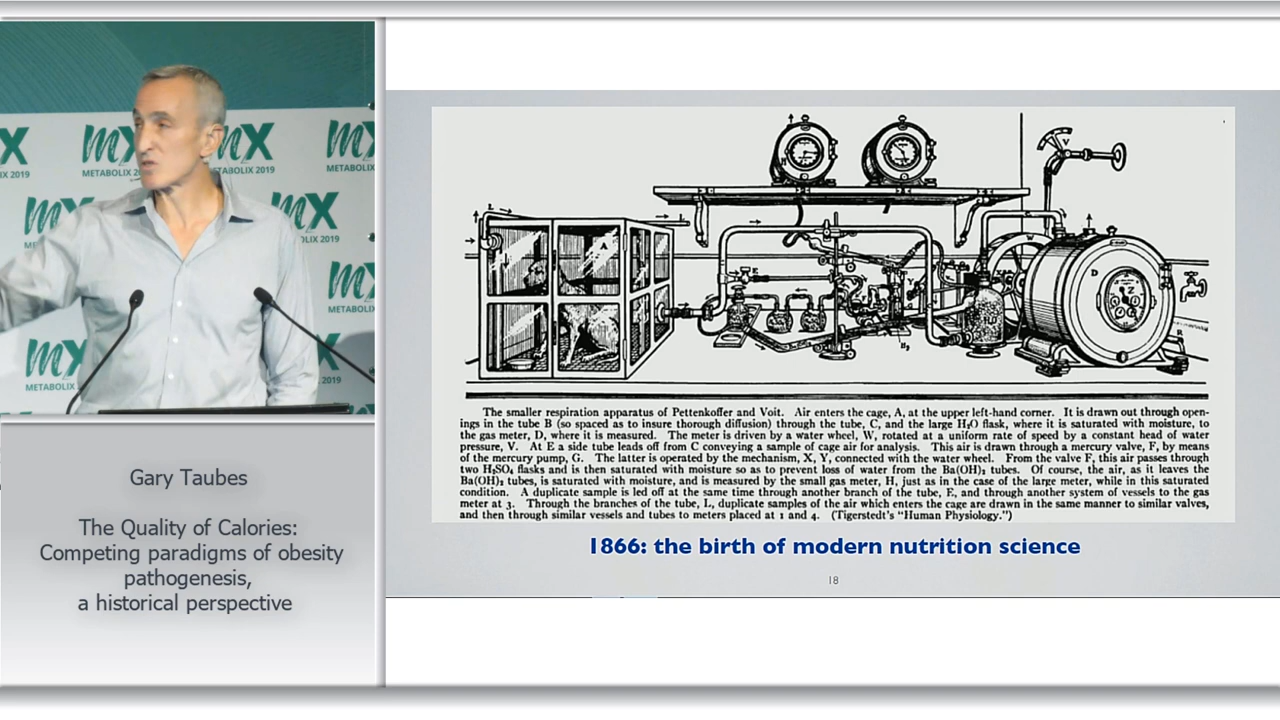 mX
METABOLIX 2019
METABOLIX 2019
METABOLIX
METABOLIX
METABOLIX 2019
Gary Taubes
The Quality of Calories:
Competing paradigms of obesity
pathogenesis,
a historical perspective
The smaller respiration apparatus of Pettenkoffer and Voit. Air enters the cage, A, at the upper left-hand corner. It is drawn out through open-
ings in the tube B (so spaced as to insure thorough diffusion) through the tube, C, and the large H₂O flask, where it is saturated with moisture, to
the gas meter, D, where it is measured. The meter is driven by a water wheel, W, rotated at a uniform rate of speed by a constant head of water
pressure, V. At E a side tube leads off from C conveying a sample of cage air for analysis. This air is drawn through a mercury valve, F, by means
of the mercury pump, G. The latter is operated by the mechanism, X, Y, connected with the water wheel. From the valve F, this air passes through
two H₂SO₄ flasks and is then saturated with moisture so as to prevent loss of water from the Ba(OH)₂ tubes. Of course, the air, as it leaves the
Ba(OH)₂ tubes, is saturated with moisture, and is measured by the small gas meter, H, just as in the case of the large meter, while in this saturated
condition. A duplicate sample is led off at the same time through another branch of the tube, E, and through another system of vessels to the gas
meter at 3. Through the branches of the tube, L, duplicate samples of the air which enters the cage are drawn in the same manner to similar valves,
and then through similar vessels and tubes to meters placed at 1 and 4. (Tigerstedt's "Human Physiology.")
1866: the birth of modern nutrition science
18